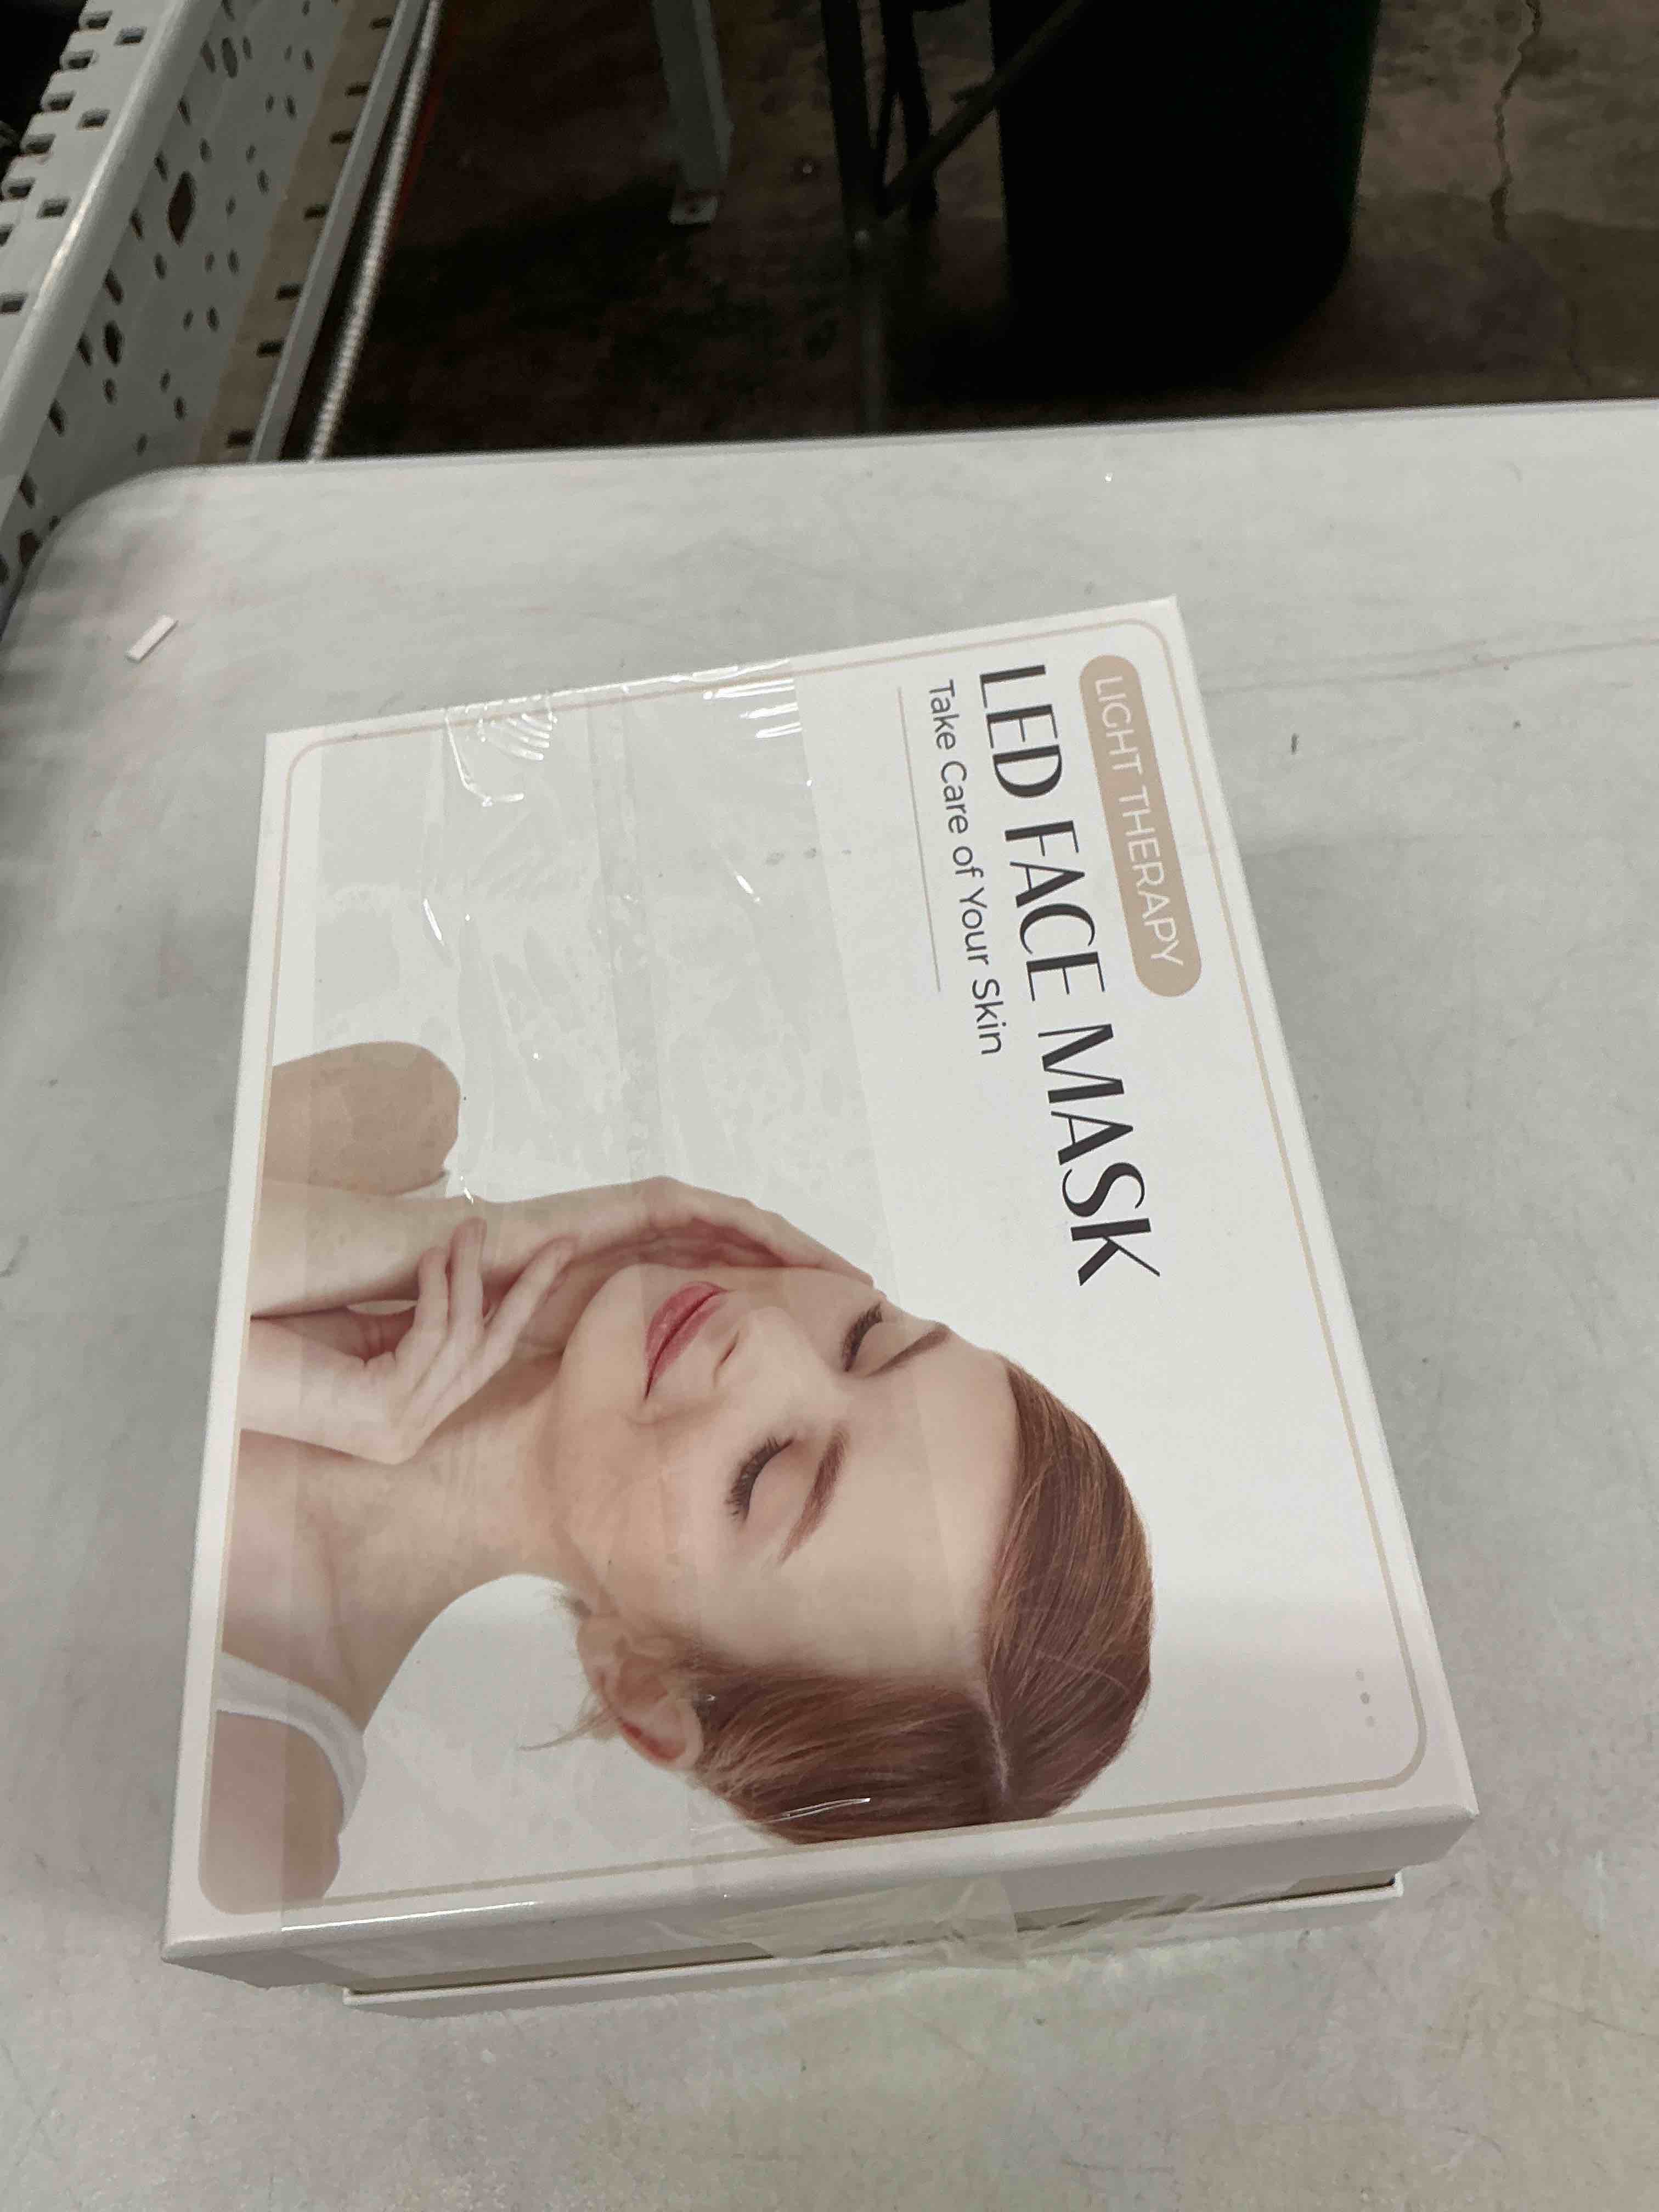 LIGHT THERAPY
LED FACE MASK
Take Care of Your Skin